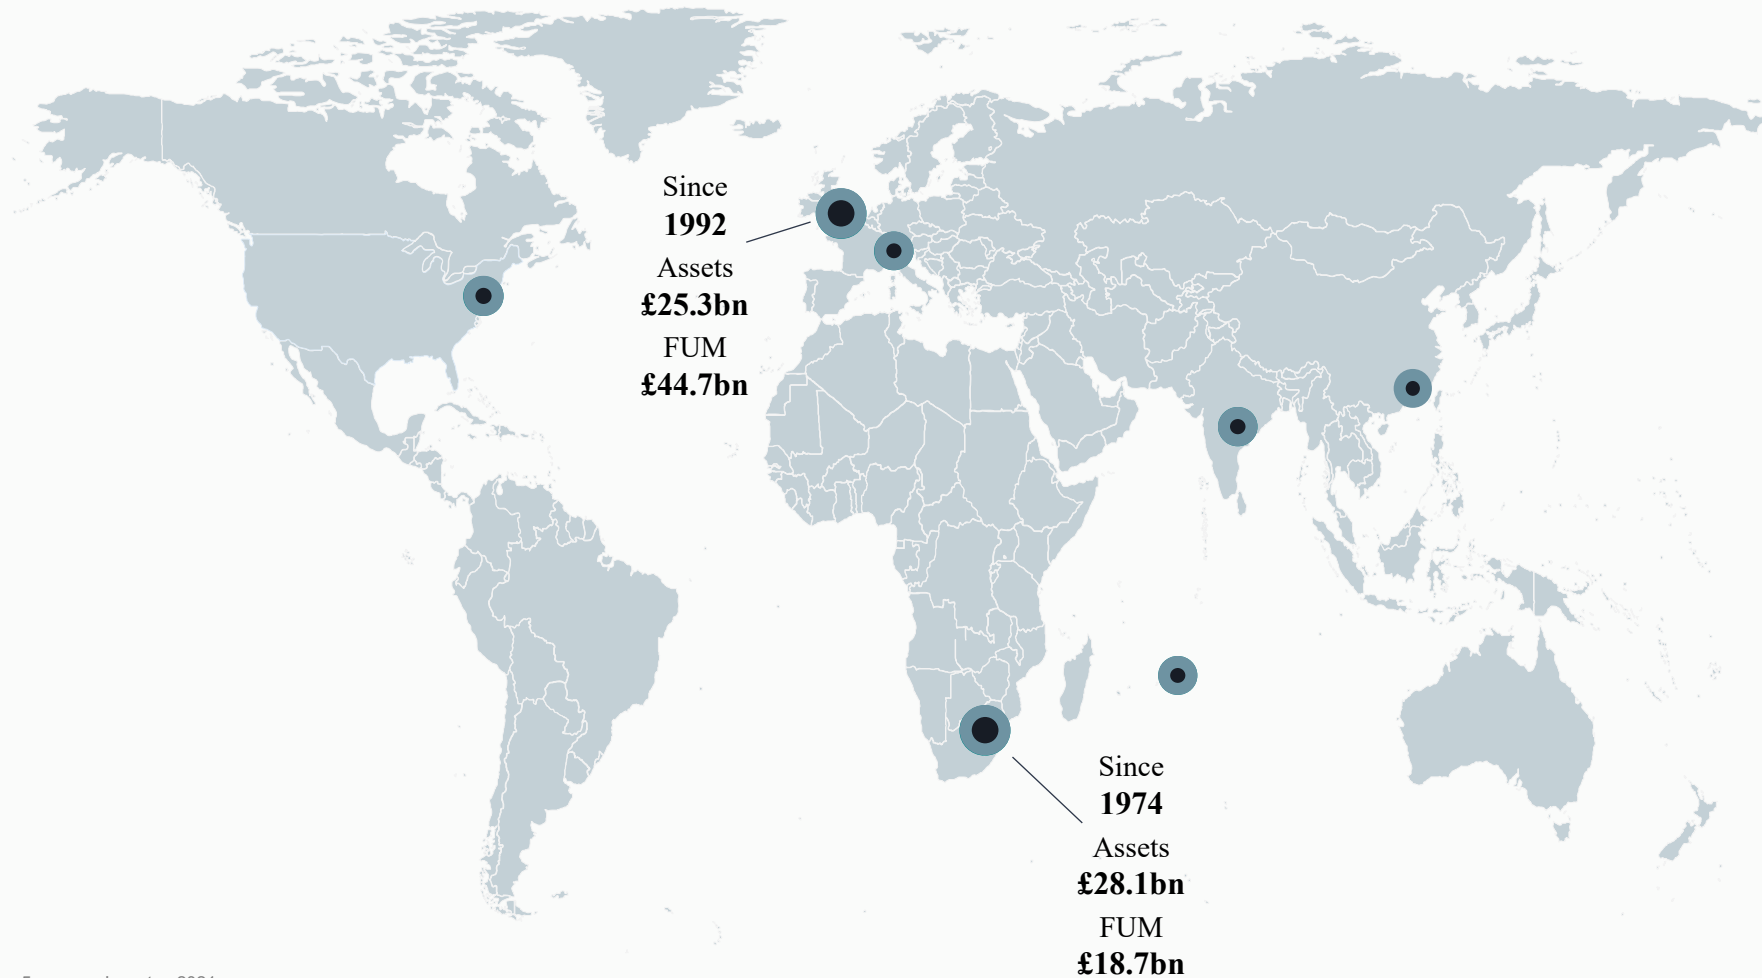 Since
1992
Assets
£25.3bn
FUM
£44.7bn
Since
1974
Assets
£28.1bn
FUM
£18.7bn